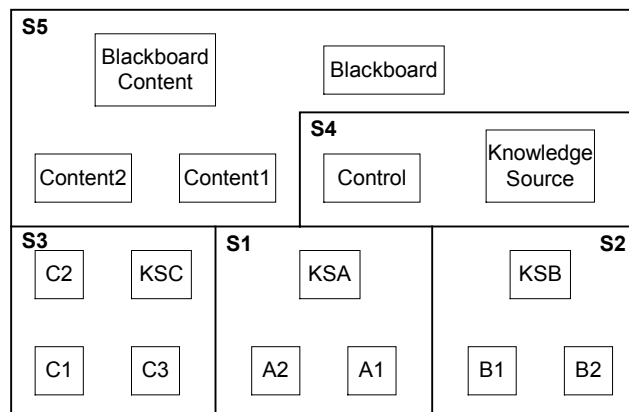 S5
Blackboard
Content
Blackboard
S4
Content2
Content1
Control
Knowledge
Source
S3
S1
S2
C2
KSC
KSA
KSB
C1
C3
A2
A1
B1
B2